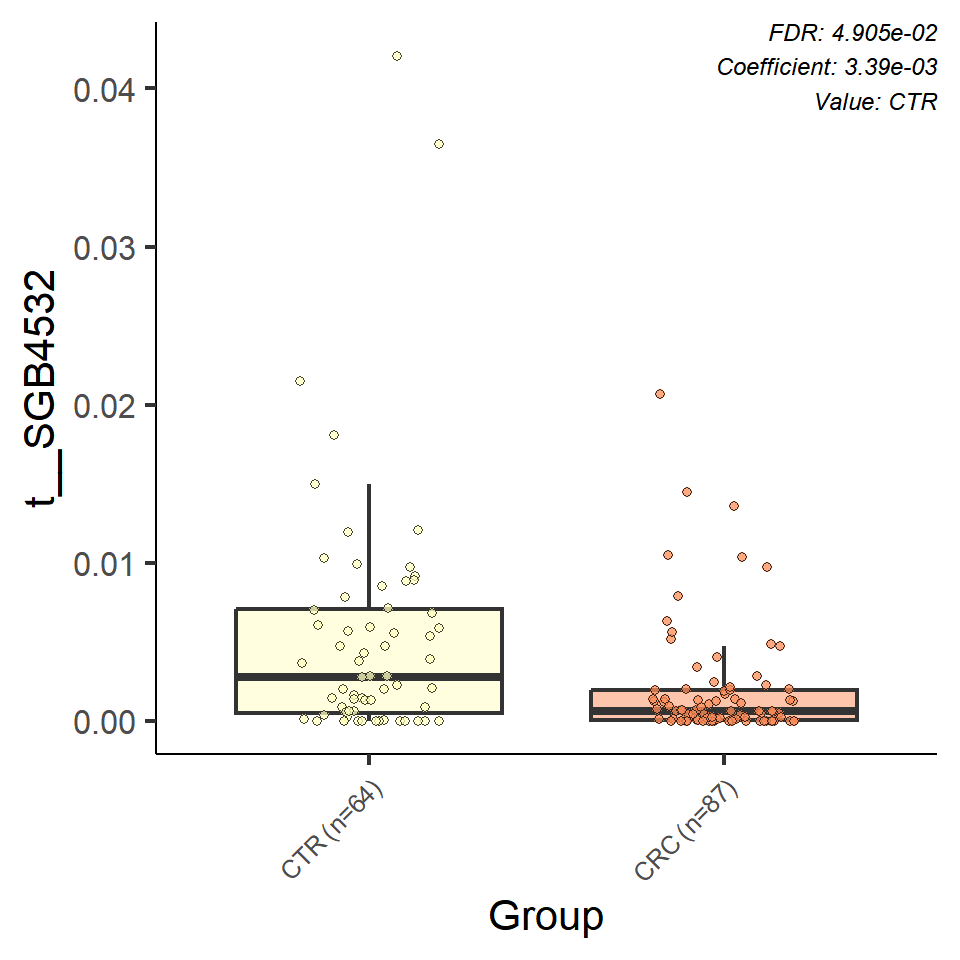 FDR: 4.905e-02
Coefficient: 3.39e-03
Value: CTR
t__SGB4532
0.04
0.03
0.02
0.01
0.00
CTR (n=64)
CRC (n=87)
Group